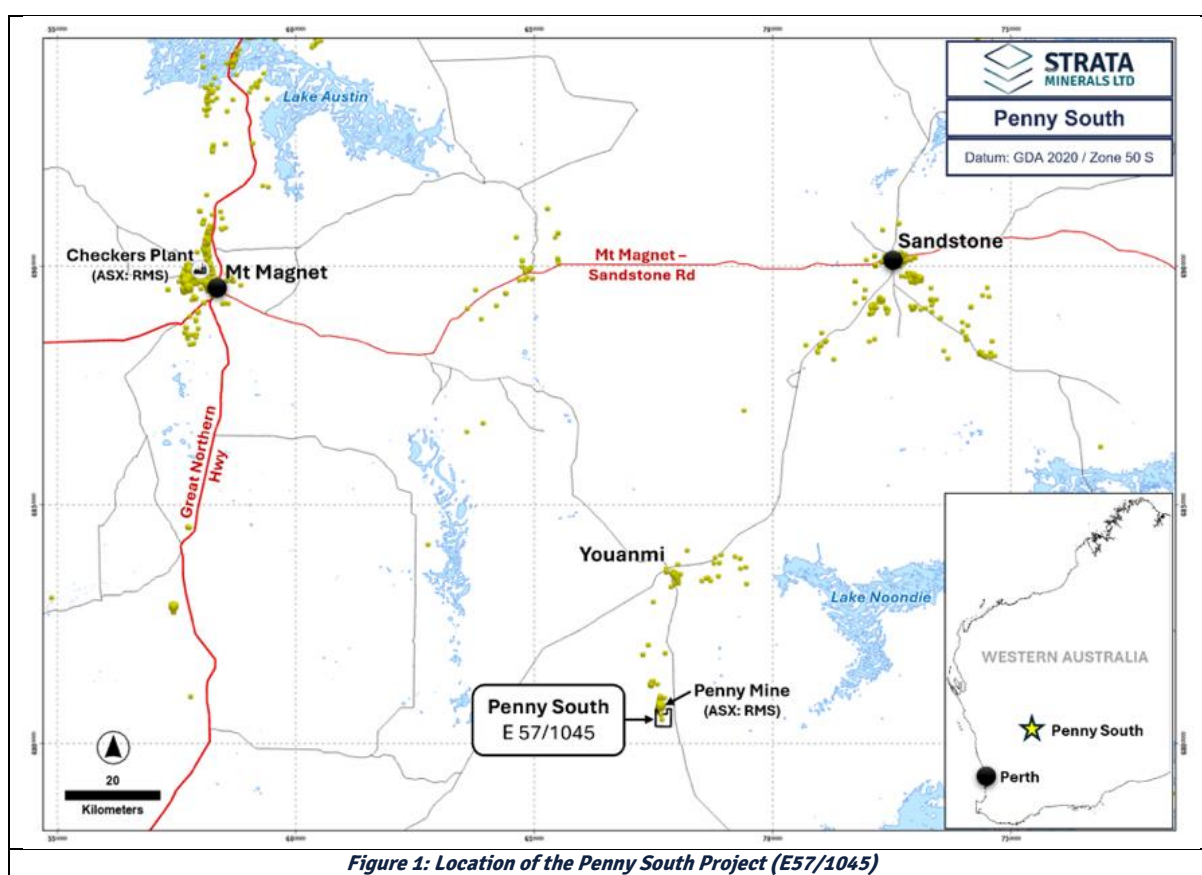 STRATA
MINERALS LTD
Penny South
Datum: GDA 2020 / Zone 50 S
Lake Austin
Checkers Plant
(ASX: RMS)
Mt Magnet
Mt Magnet –
Sandstone Rd
Sandstone
Great Northern
Hwy
Youanmi
Lake Noondie
Penny South
E 57/1045
Penny Mine
(ASX: RMS)
20
Kilometers
WESTERN AUSTRALIA
Penny South
Perth
Figure 1: Location of the Penny South Project (E57/1045)